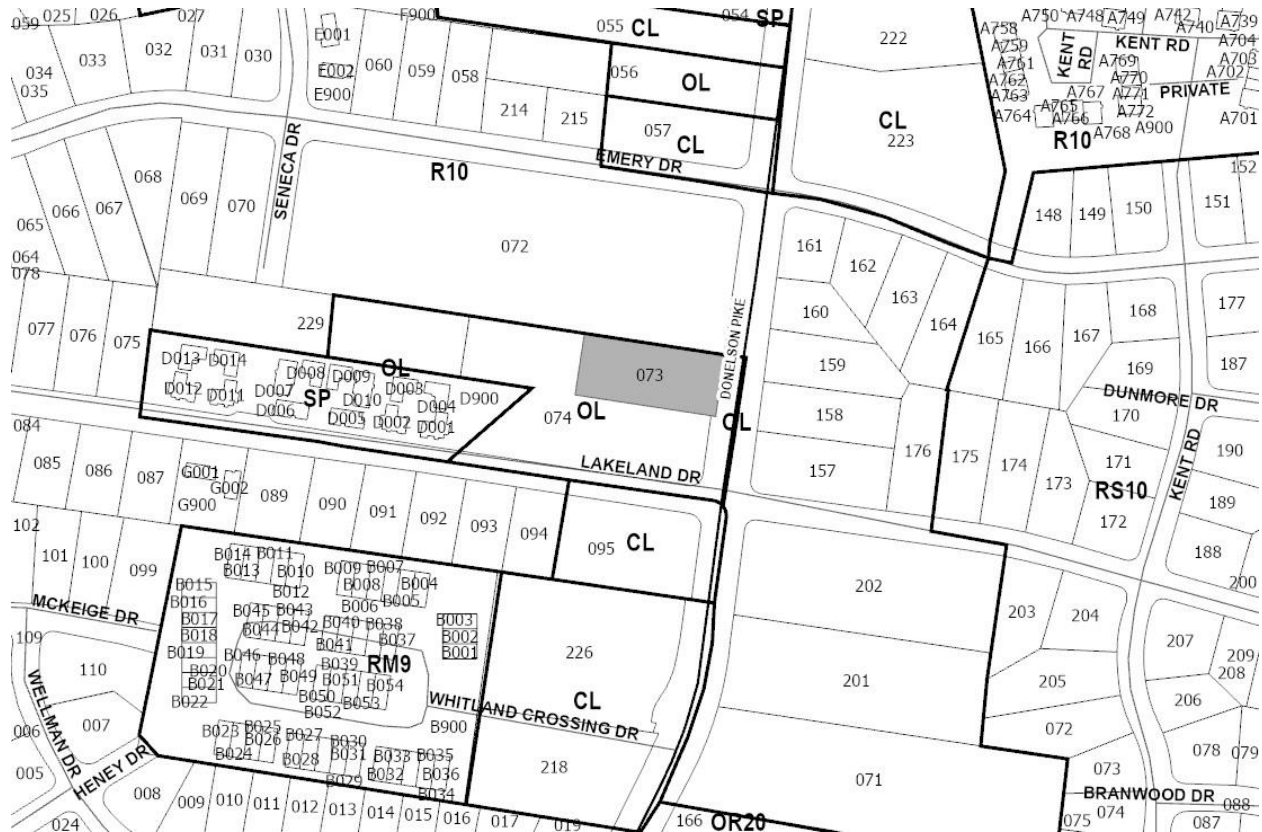 025 026 027 F900 055 CL 054 SP
059 033 032 031 030 E001 222
A750 A748 A749 A742 A740 A739
A758 A759 A761 A762 A763 A764
KENT RD KENT RD A704 A703 A702
A769 A770 A771 A772 A767 PRIVATE
A765 A766 A768 A900 A701
034 035 E002 E900 060 059 058 056 OL
214 215 057 CL CL 223 R10
EMERY DR
SENECA DR R10
068 069 070
065 066 067
064
078
072
161 162 163 164 160 159 158 157
148 149 150 151 152
165 166 167 168 169 177 187
077 076 075 229 OL
DONELSON PIKE
D013 D014 D008 D009 D003 D900
D012 D011 D007 D010 D004
SP D006 D005 D002 D001
073
074 OL OL
LAKELAND DR
DUNMORE DR
170 171 172 173 174 175 176
RS10 KENT RD 190 189 188 200
084
085 086 087 G001 G002 G900 089 090 091 092 093 094 095 CL
102 101 100 099
MCKEIGE DR
B014 B011 B013 B010 B012 B009 B007 B008 B004 B005 B006
B015 B016 B017 B018 B019 B020 B021 B022
B045 B043 B044 B042 B040 B038 B041 B037
B003 B002 B001
B046 B048 B047 B049 B039 B051 B054 B050 B053 B052
RM9
WHITLAND CROSSING DR
B900
B023 B025 B026 B024 B027 B028 B030 B031 B029 B033 B032 B035 B036 B034
226 CL 218
202 201 071
203 204 205 072
207 209 208 206
078 079 073
109 110 007 006 005
WELLMAN DR
HENEY DR
024 008 009 010 011 012 013 014 015 016 017 019
166 OR20
BRANWOOD DR
075 074 088 087